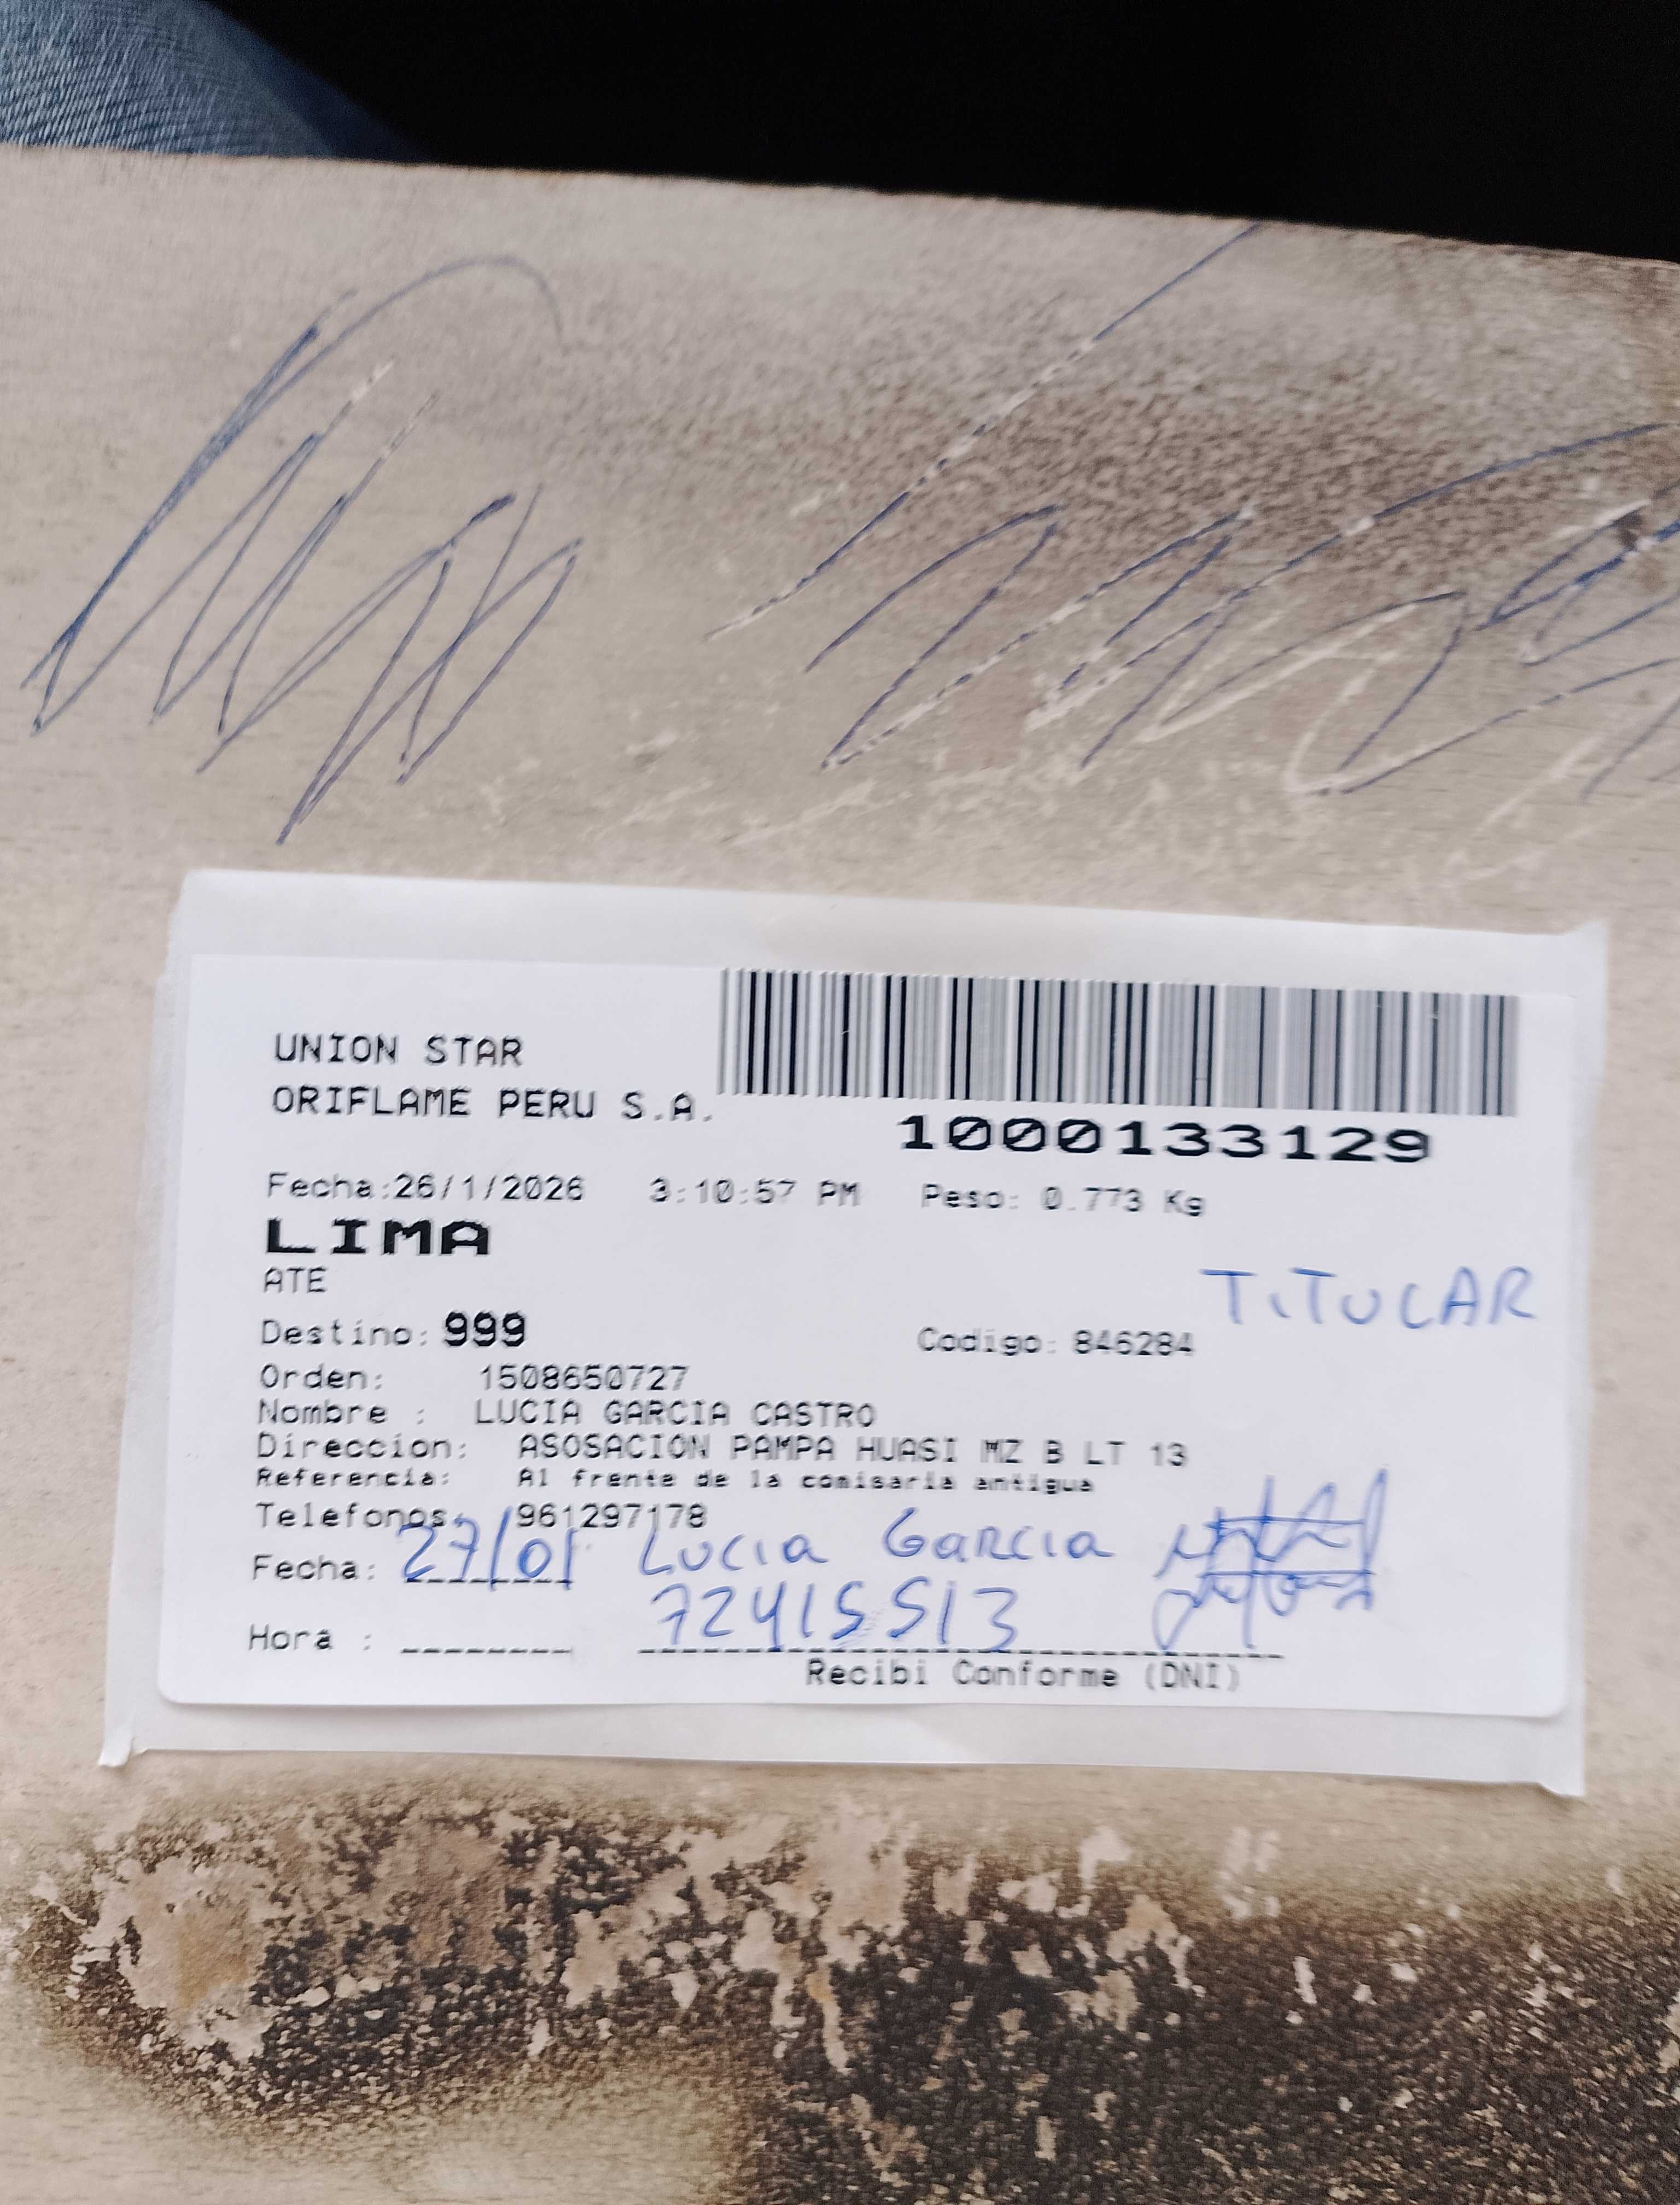 UNION STAR
ORIFLAME PERU S.A.
1000133129
Fecha:26/1/2026 3:10:57 PM Peso: 0.773 Kg
LIMA
ATE
TITULAR
Destino: 999 Codigo: 846284
Orden: 1508650727
Nombre : LUCIA GARCIA CASTRO
Direccion: ASOSACION PAMPA HUASI MZ B LT 13
Referencia: Al frente de la comisaria antigua
Telefonos: 961297178
Fecha: 27/01 Lucia Garcia
72415513
Hora :
Recibi Conforme (DNI)